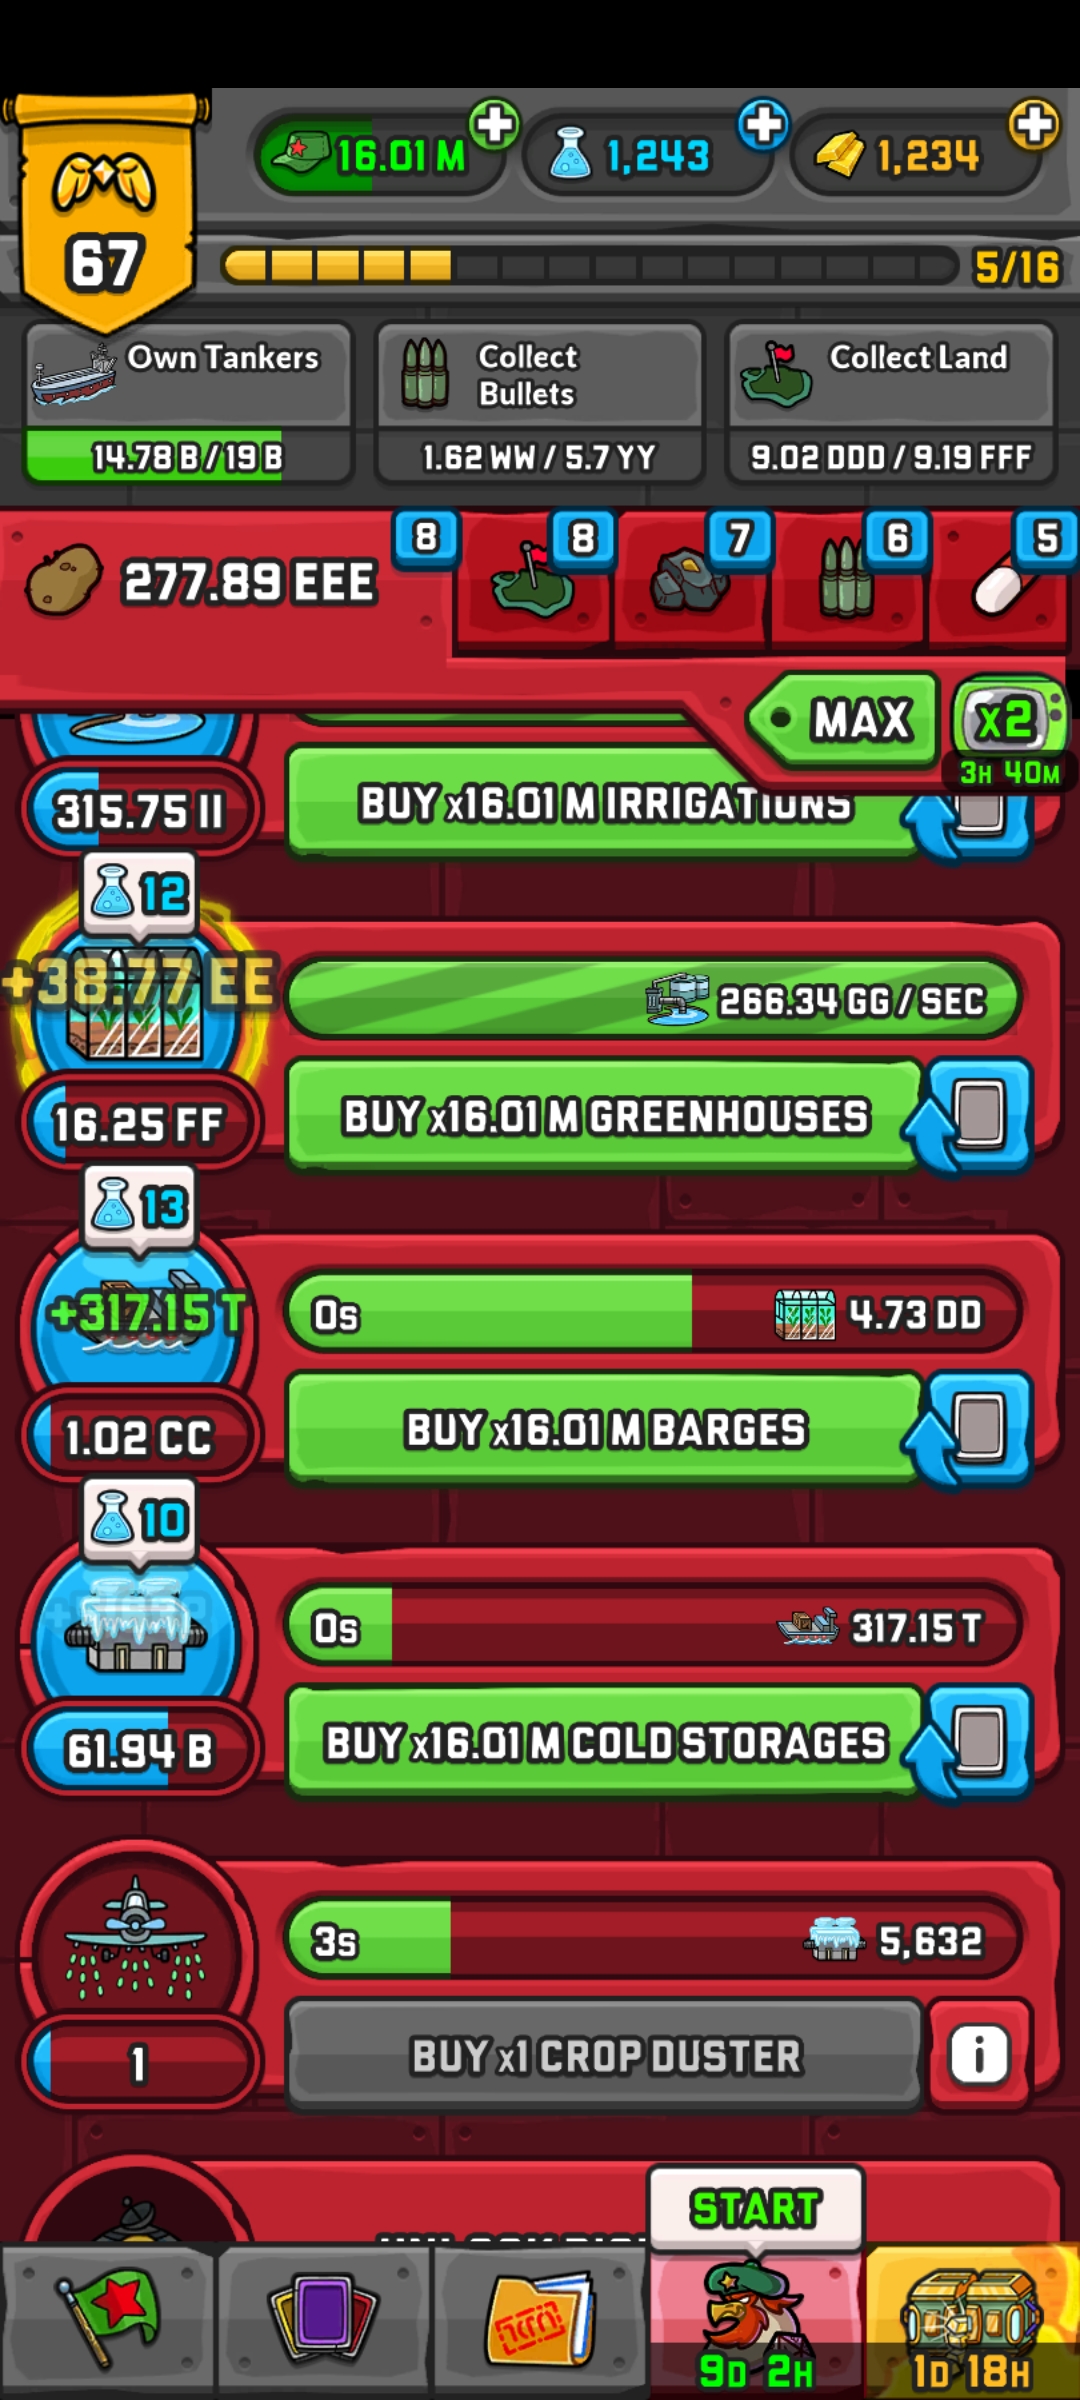 16.01 M
1,243
1,234
67
5/16
Own Tankers
14.78 B / 19 B
Collect
Bullets
1.62 WW / 5.7 YY
Collect Land
9.02 DDD / 9.19 FFF
277.89 EEE
8
8
7
6
5
MAX
x2
3H 40M
315.75 II
BUY x16.01 M IRRIGATIONS
12
+38.77 EE
266.34 GG / SEC
16.25 FF
BUY x16.01 M GREENHOUSES
13
+317.15 T
0s
4.73 DD
1.02 CC
BUY x16.01 M BARGES
10
0s
317.15 T
61.94 B
BUY x16.01 M COLD STORAGES
3s
5,632
1
BUY x1 CROP DUSTER
i
START
9D 2H
1D 18H